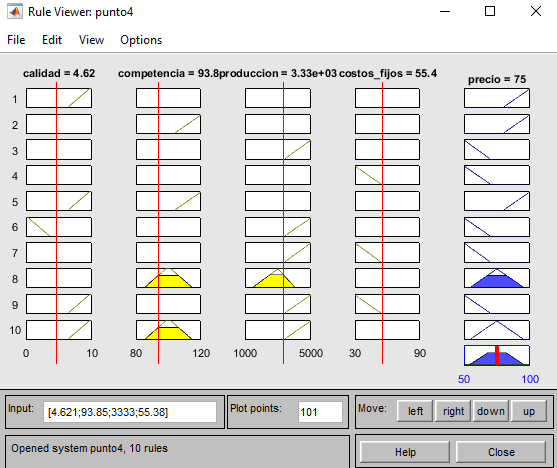 Rule Viewer: punto4
File Edit View Options
calidad = 4.62 competencia = 93.8 produccion = 3.33e+03 costos_fijos = 55.4 precio = 75
1
2
3
4
5
6
7
8
9
10
0 10 80 120 1000 5000 30 90
50 100
Input: [4.621;93.85;3333;55.38] Plot points: 101 Move: left right down up
Opened system punto4, 10 rules Help Close